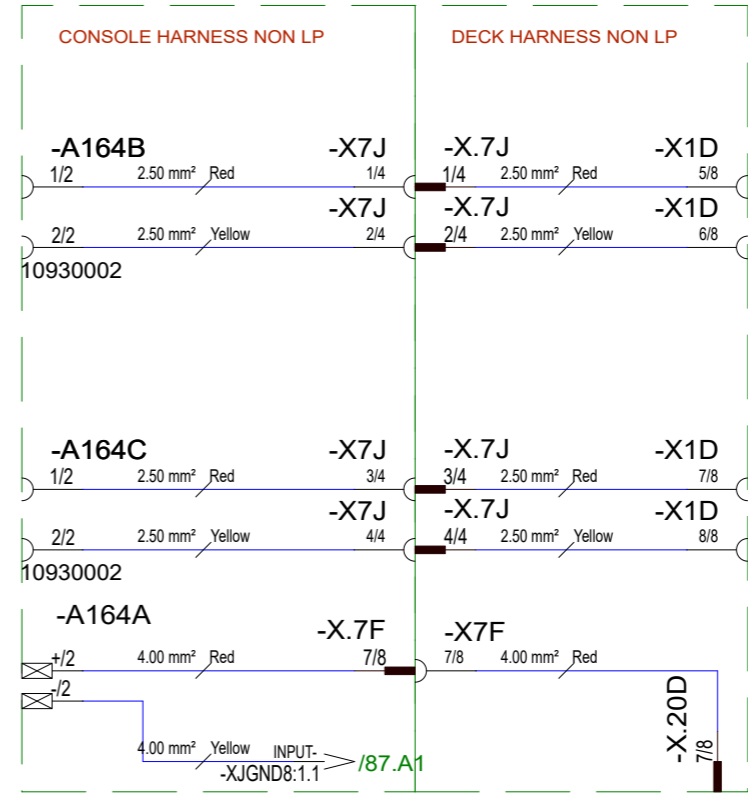 CONSOLE HARNESS NON LP DECK HARNESS NON LP
-A164B -X7J -X.7J -X1D
1/2 2.50 mm² Red 1/4 1/4 2.50 mm² Red 5/8
-X7J -X.7J -X1D
2/2 2.50 mm² Yellow 2/4 2/4 2.50 mm² Yellow 6/8
10930002
-A164C -X7J -X.7J -X1D
1/2 2.50 mm² Red 3/4 3/4 2.50 mm² Red 7/8
-X7J -X.7J -X1D
2/2 2.50 mm² Yellow 4/4 4/4 2.50 mm² Yellow 8/8
10930002
-A164A -X.7F -X7F
+/2 4.00 mm² Red 7/8 7/8 4.00 mm² Red
-/2
-X.20D
7/8
4.00 mm² Yellow INPUT-
-XJGND8:1.1 /87.A1